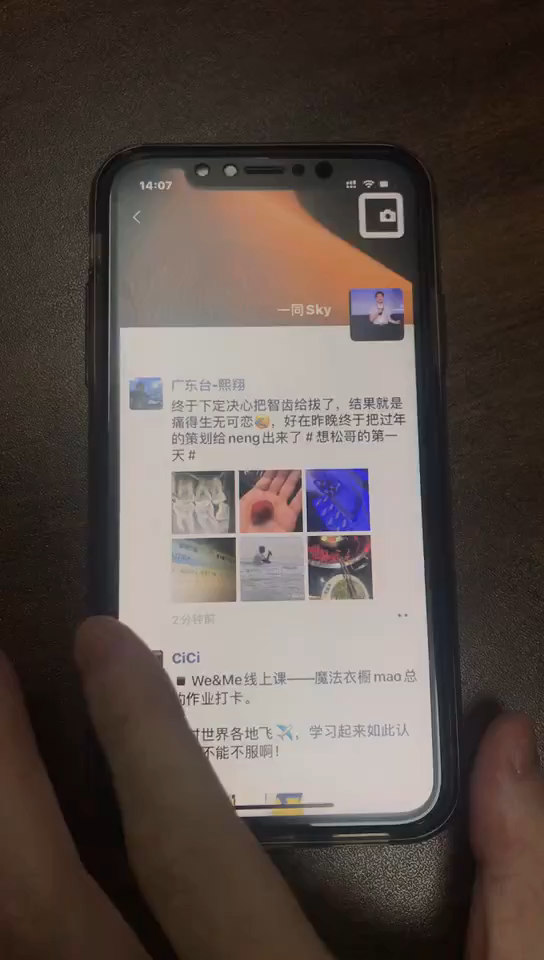 14:07
一同Sky
广东台-熙翔
终于下定决心把智齿给拔了，结果就是
痛得生无可恋，好在昨晚终于把过年
的策划给neng出来了#想松哥的第一
天#
2分钟前
CiCi
We&Me线上课——魔法衣橱mao总
作业打卡。
世界各地飞✈️，学习起来如此认
不能不服啊！